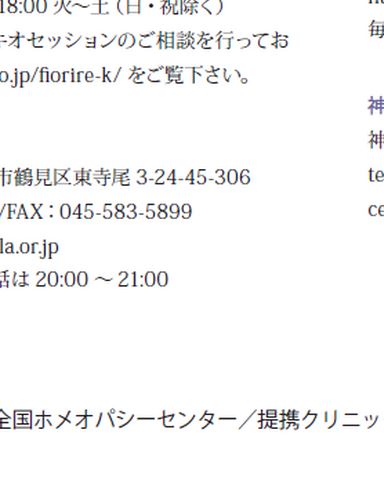 18:00 火〜土（日・祝除く）
キオセッションのご相談を行ってお
o.jp/fiorire-k/ をご覧下さい。
市鶴見区東寺尾 3-24-45-306
/FAX：045-583-5899
la.or.jp
話は 20:00 〜 21:00
全国ホメオパシーセンター／提携クリニッ
毎
神
神
te
ce